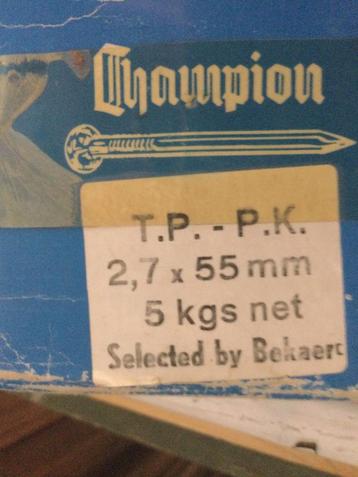 Champion
T.P. - P.K.
2,7 x 55 mm
5 kgs net
Selected by Bekaert